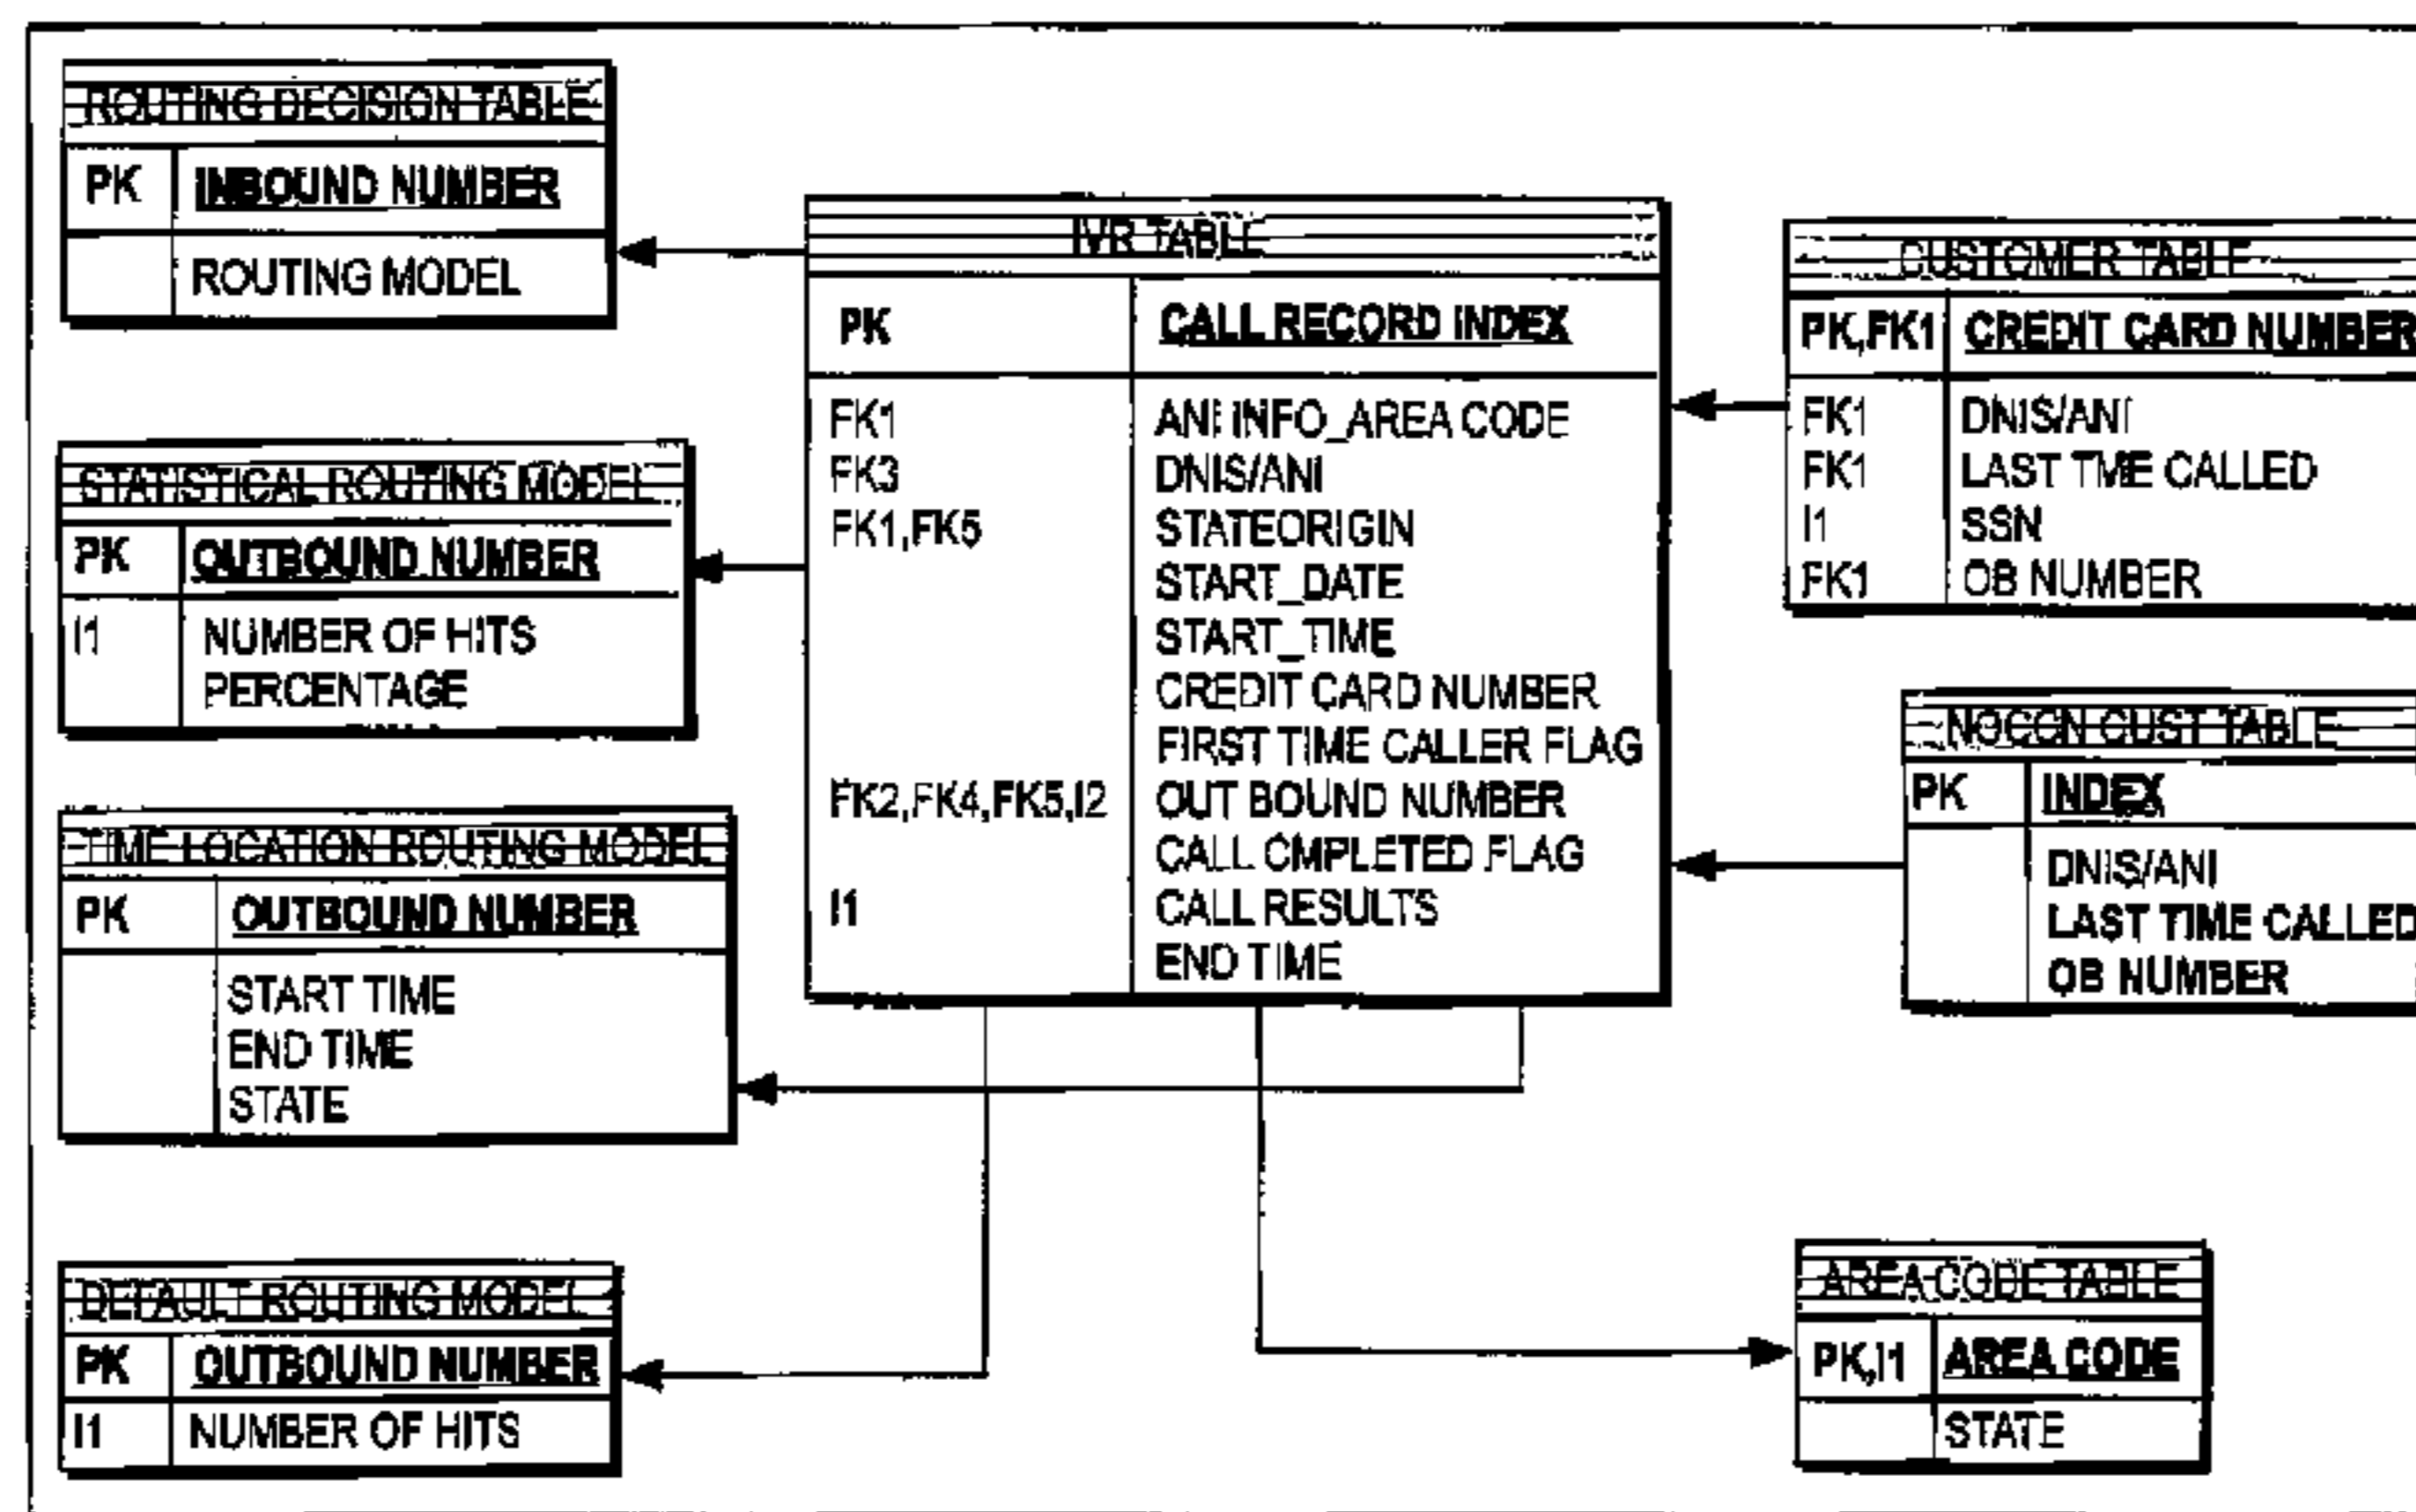 ROUTING DECISION TABLE
PK INBOUND NUMBER
ROUTING MODEL
STATISTICAL ROUTING MODEL
PK OUTBOUND NUMBER
I1 NUMBER OF HITS
PERCENTAGE
TIME LOCATION ROUTING MODEL
PK OUTBOUND NUMBER
START TIME
END TIME
STATE
DEFAULT ROUTING MODEL
PK OUTBOUND NUMBER
I1 NUMBER OF HITS
IVR TABLE
PK CALL RECORD INDEX
FK1 ANI INFO_AREA CODE
FK3 DNIS/ANI
FK1,FK5 STATEORIGIN
START_DATE
START_TIME
CREDIT CARD NUMBER
FIRST TIME CALLER FLAG
FK2,FK4,FK5,I2 OUT BOUND NUMBER
CALL CMPLETED FLAG
I1 CALL RESULTS
END TIME
CUSTOMER TABLE
PK,FK1 CREDIT CARD NUMBER
FK1 DNIS/ANI
FK1 LAST TME CALLED
I1 SSN
FK1 OB NUMBER
NOCCN CUST TABLE
PK INDEX
DNIS/ANI
LAST TIME CALLED
OB NUMBER
AREA CODE TABLE
PK,I1 AREA CODE
STATE